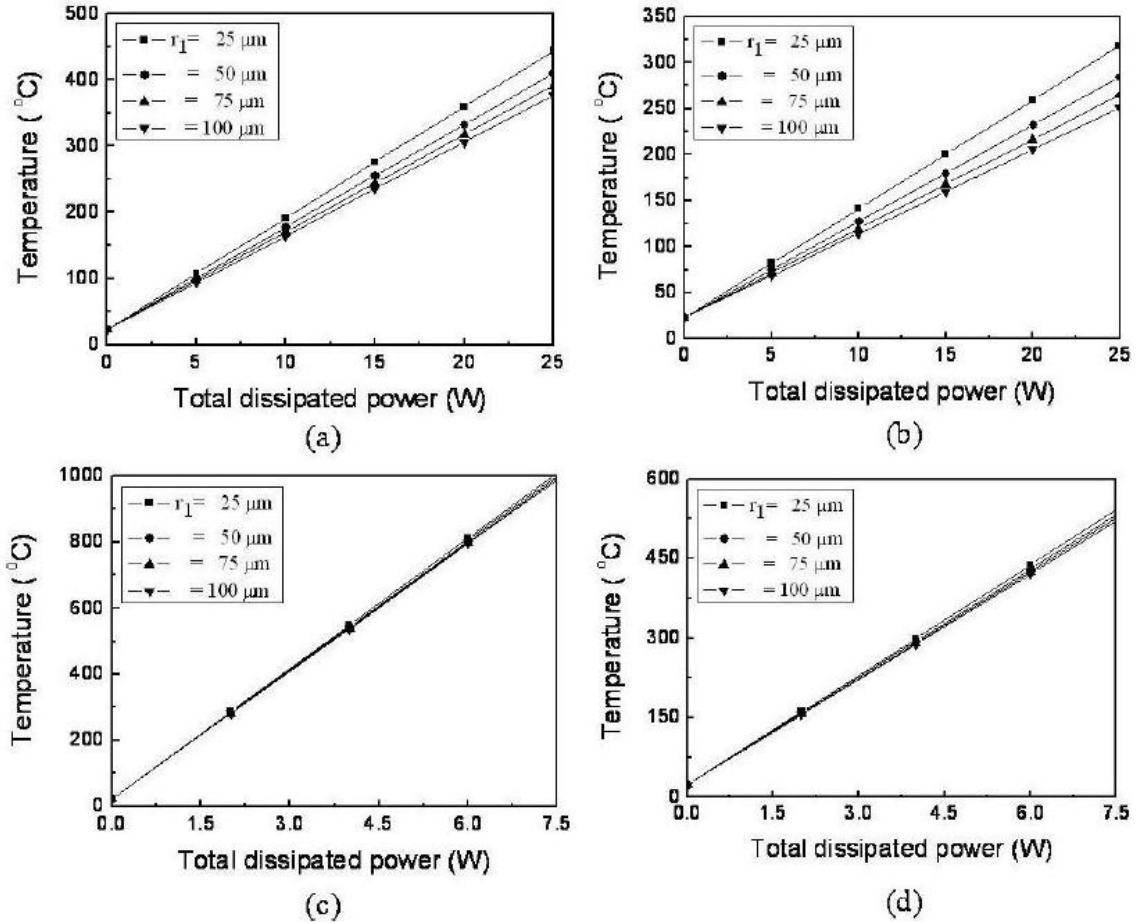 500
400
300
200
100
0
Temperature ( °C)
r1= 25 μm
= 50 μm
= 75 μm
= 100 μm
0 5 10 15 20 25
Total dissipated power (W)
(a)
350
300
250
200
150
100
50
0
Temperature ( °C)
r1= 25 μm
= 50 μm
= 75 μm
= 100 μm
0 5 10 15 20 25
Total dissipated power (W)
(b)
1000
800
600
400
200
0
Temperature ( °C)
r1= 25 μm
= 50 μm
= 75 μm
= 100 μm
0.0 1.5 3.0 4.5 6.0 7.5
Total dissipated power (W)
(c)
600
450
300
150
0
Temperature ( °C)
r1= 25 μm
= 50 μm
= 75 μm
= 100 μm
0.0 1.5 3.0 4.5 6.0 7.5
Total dissipated power (W)
(d)